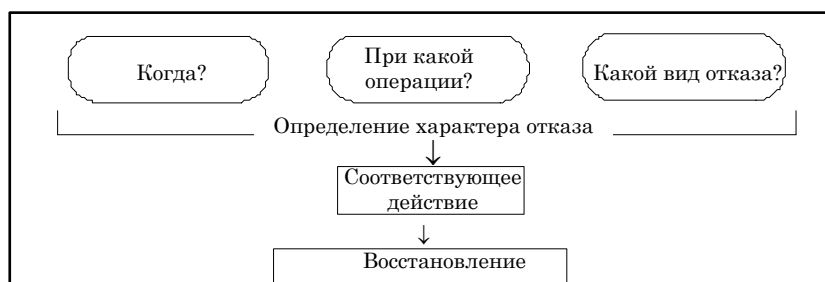 Когда?
При какой
операции?
Какой вид отказа?
Определение характера отказа
Соответствующее
действие
Восстановление